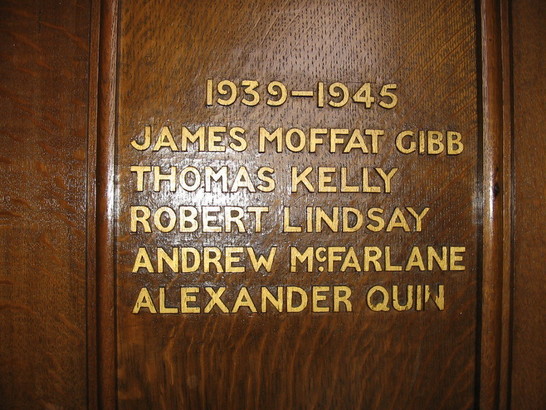 1939-1945
JAMES MOFFAT GIBB
THOMAS KELLY
ROBERT LINDSAY
ANDREW McFARLANE
ALEXANDER QUIN